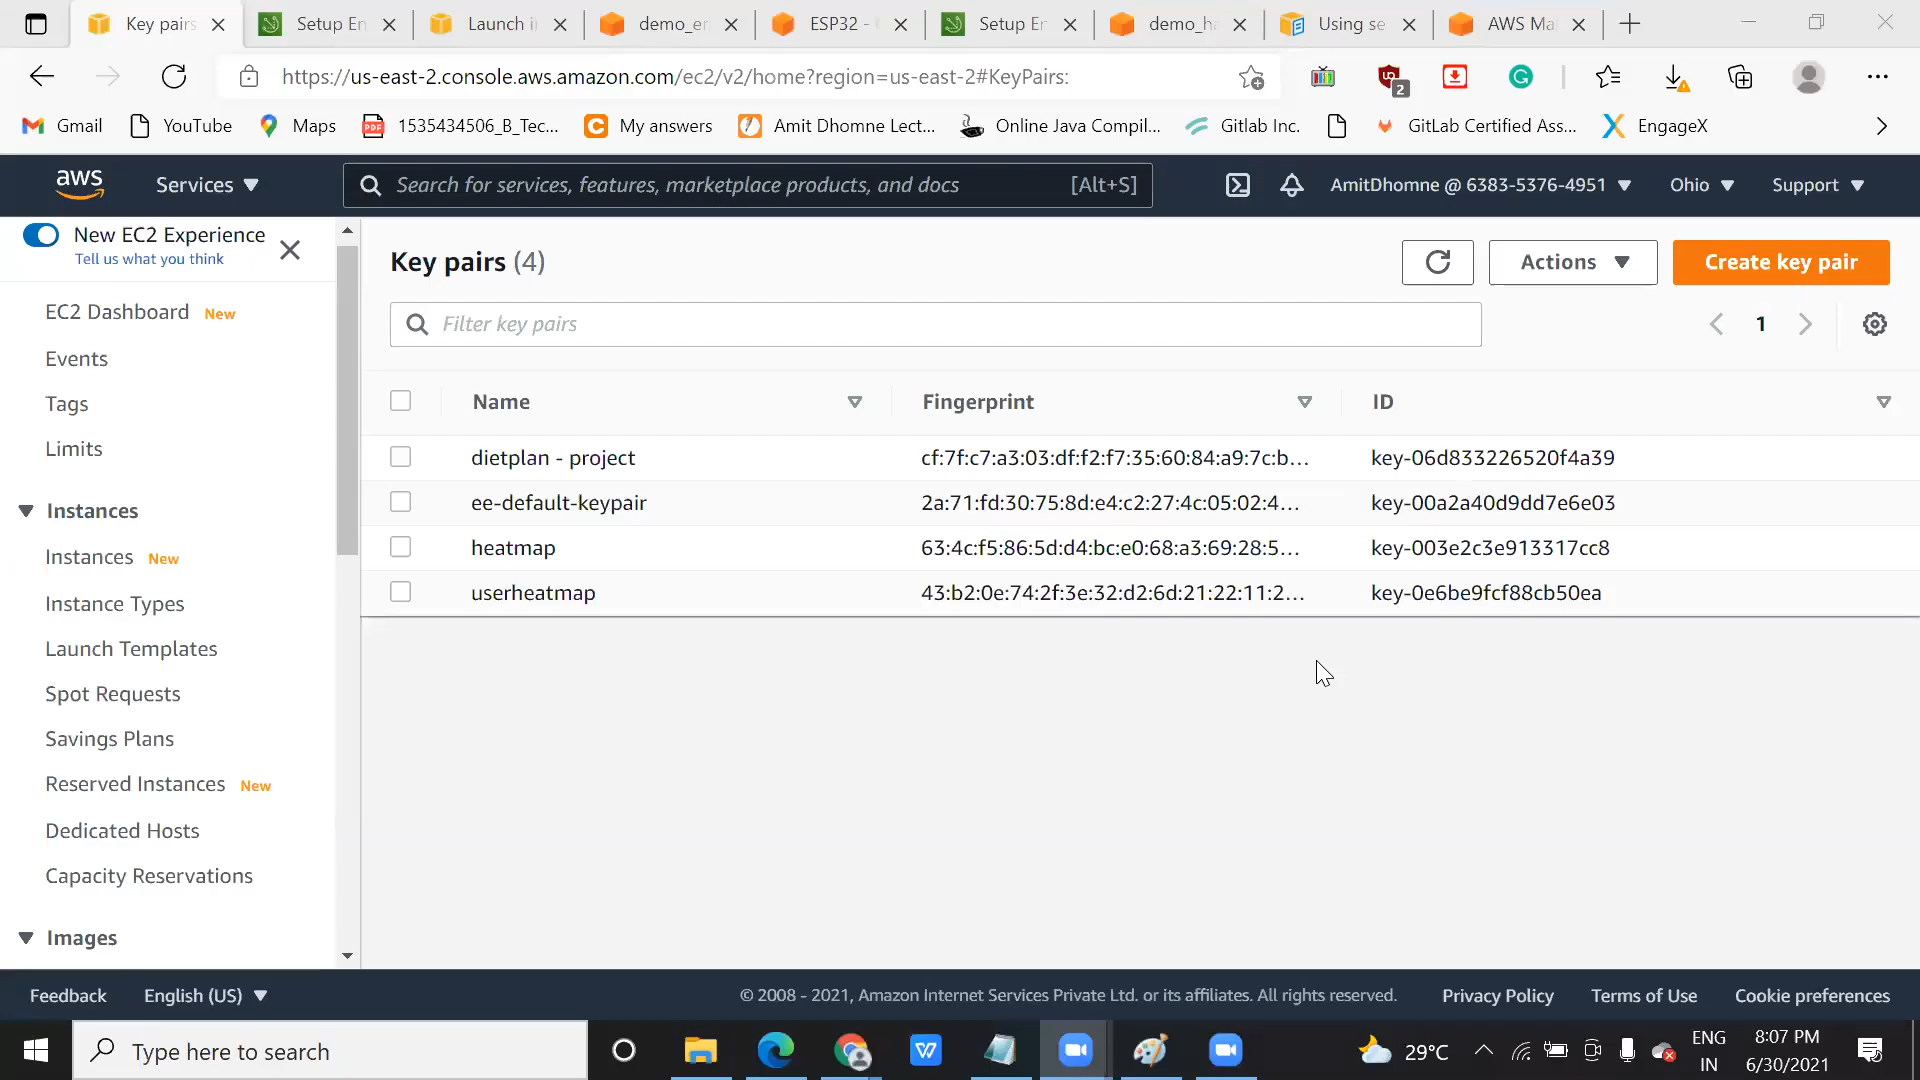 Key pairs
Setup En
Launch i
demo_er
ESP32 -
Setup En
demo_ha
Using se
AWS Ma
https://us-east-2.console.aws.amazon.com/ec2/v2/home?region=us-east-2#KeyPairs:
2
Gmail
YouTube
Maps
1535434506_B_Tec...
My answers
Amit Dhomne Lect...
Online Java Compil...
Gitlab Inc.
GitLab Certified Ass...
EngageX
aws
Services
Search for services, features, marketplace products, and docs
[Alt+S]
AmitDhomne @ 6383-5376-4951
Ohio
Support
New EC2 Experience
Tell us what you think
EC2 Dashboard New
Events
Tags
Limits
Instances
Instances New
Instance Types
Launch Templates
Spot Requests
Savings Plans
Reserved Instances New
Dedicated Hosts
Capacity Reservations
Images
Key pairs (4)
Actions
Create key pair
Filter key pairs
1
Name Fingerprint ID
dietplan - project cf:7f:c7:a3:03:df:f2:f7:35:60:84:a9:7c:b... key-06d833226520f4a39
ee-default-keypair 2a:71:fd:30:75:8d:e4:c2:27:4c:05:02:4... key-00a2a40d9dd7e6e03
heatmap 63:4c:f5:86:5d:d4:bc:e0:68:a3:69:28:5... key-003e2c3e913317cc8
userheatmap 43:b2:0e:74:2f:3e:32:d2:6d:21:22:11:2... key-0e6be9fcf88cb50ea
Feedback
English (US)
© 2008 - 2021, Amazon Internet Services Private Ltd. or its affiliates. All rights reserved.
Privacy Policy
Terms of Use
Cookie preferences
Type here to search
29°C
ENG
IN
8:07 PM
6/30/2021